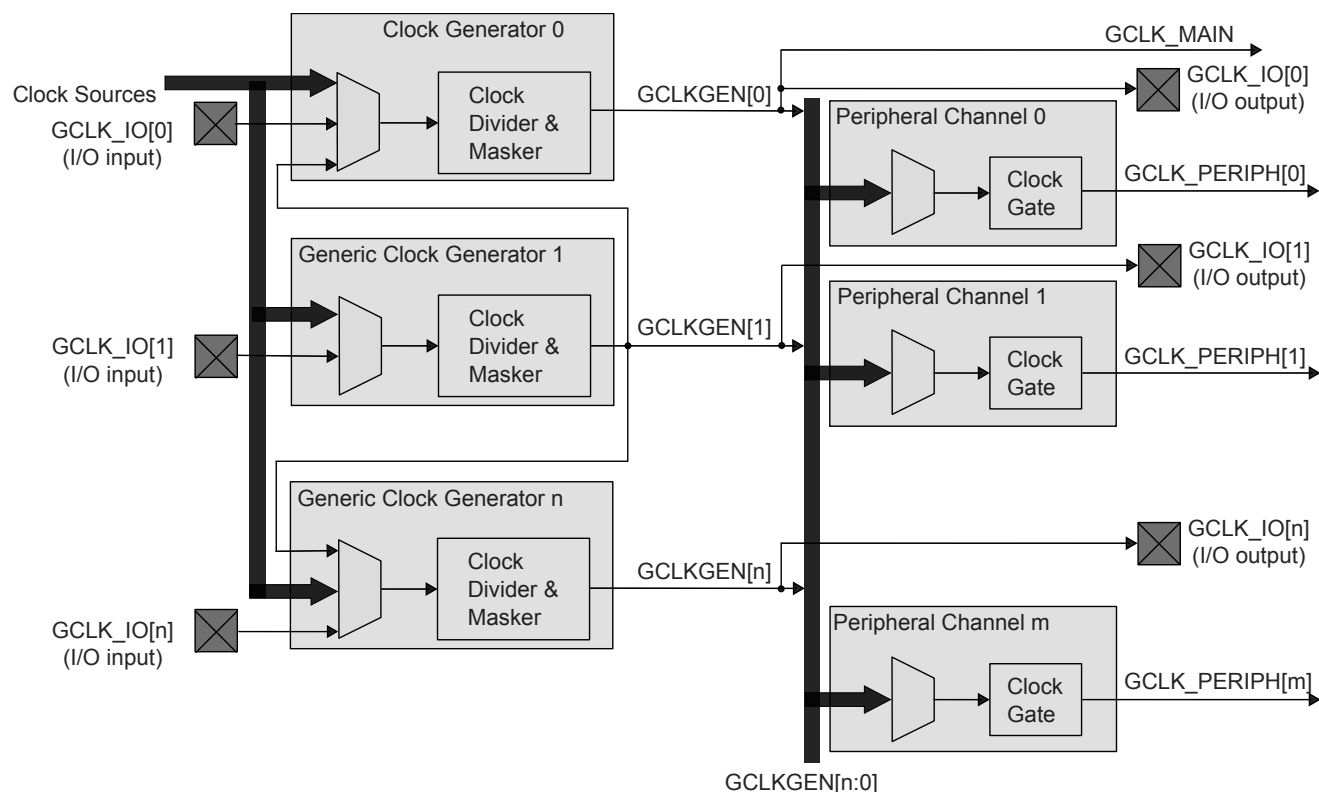 Clock Generator 0
GCLK_MAIN
Clock Sources
GCLK_IO[0]
(I/O input)
Clock
Divider &
Masker
GCLKGEN[0]
GCLK_IO[0]
(I/O output)
Peripheral Channel 0
Clock
Gate
GCLK_PERIPH[0]
Generic Clock Generator 1
GCLK_IO[1]
(I/O input)
Clock
Divider &
Masker
GCLKGEN[1]
GCLK_IO[1]
(I/O output)
Peripheral Channel 1
Clock
Gate
GCLK_PERIPH[1]
Generic Clock Generator n
GCLK_IO[n]
(I/O input)
Clock
Divider &
Masker
GCLKGEN[n]
GCLK_IO[n]
(I/O output)
Peripheral Channel m
Clock
Gate
GCLK_PERIPH[m]
GCLKGEN[n:0]